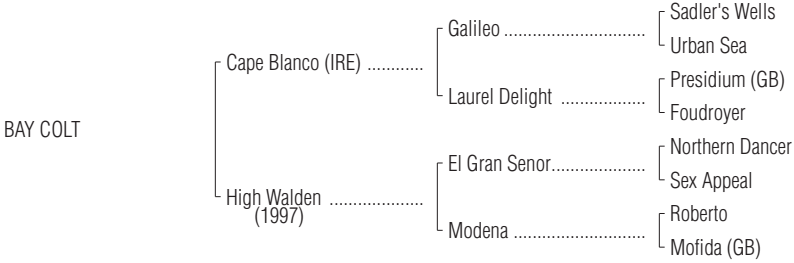 Sadler's Wells
Galileo ..............................
Urban Sea
Cape Blanco (IRE) ............
Presidium (GB)
Laurel Delight ..................
Foudroyer
BAY COLT
Northern Dancer
El Gran Senor....................
Sex Appeal
High Walden ....................
(1997)
Roberto
Modena ............................
Mofida (GB)